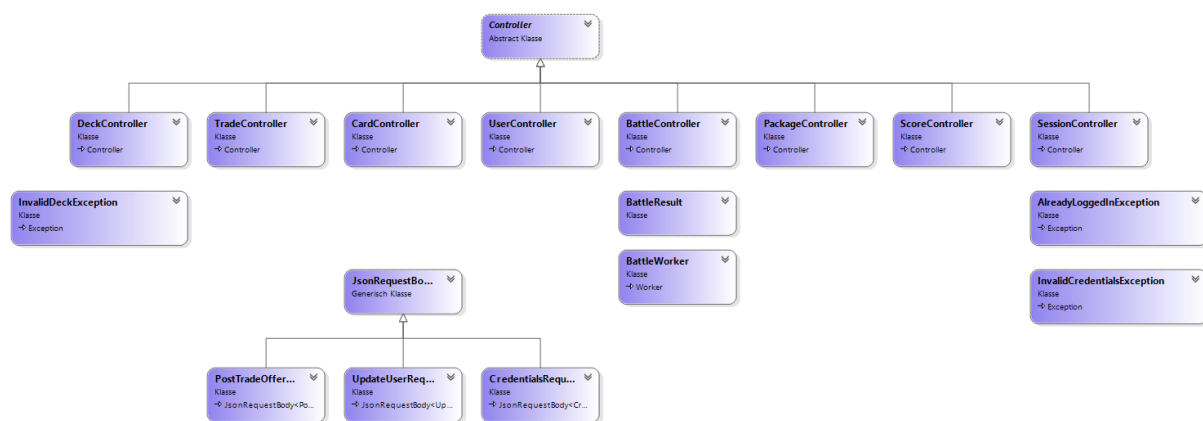 Controller
Abstract Klasse
DeckController
Klasse
Controller
TradeController
Klasse
Controller
CardController
Klasse
Controller
UserController
Klasse
Controller
BattleController
Klasse
Controller
PackageController
Klasse
Controller
ScoreController
Klasse
Controller
SessionController
Klasse
Controller
InvalidDeckException
Klasse
Exception
BattleResult
Klasse
AlreadyLoggedInException
Klasse
Exception
BattleWorker
Klasse
Worker
JsonRequestBo...
Generisch Klasse
InvalidCredentialsException
Klasse
Exception
PostTradeOffer...
Klasse
JsonRequestBody<Po...
UpdateUserReq...
Klasse
JsonRequestBody<Up...
CredentialsRequ...
Klasse
JsonRequestBody<Cr...